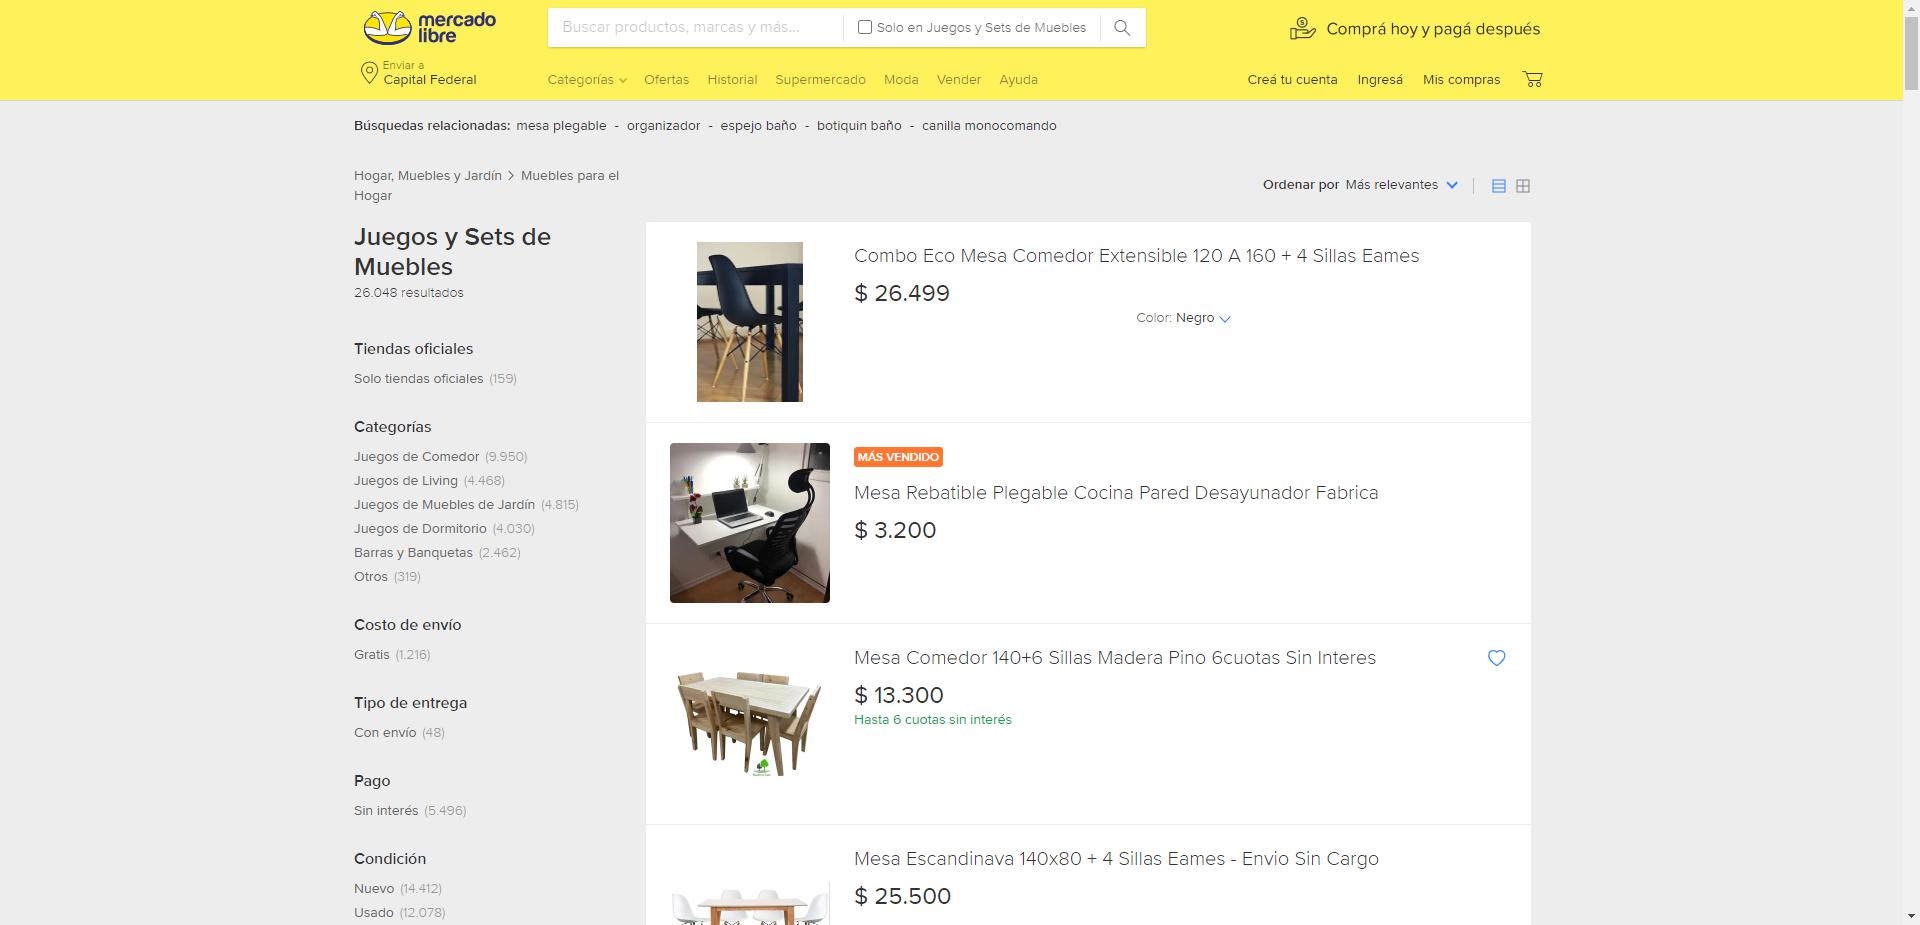 mercado
libre
Buscar productos, marcas y más...
Solo en Juegos y Sets de Muebles
Comprá hoy y pagá después
Enviar a
Capital Federal
Categorías
Ofertas
Historial
Supermercado
Moda
Vender
Ayuda
Creá tu cuenta
Ingresá
Mis compras
Búsquedas relacionadas: mesa plegable - organizador - espejo baño - botiquin baño - canilla monocomando
Hogar, Muebles y Jardín > Muebles para el
Hogar
Ordenar por Más relevantes
Juegos y Sets de
Muebles
26.048 resultados
Tiendas oficiales
Solo tiendas oficiales (159)
Categorías
Juegos de Comedor (9.950)
Juegos de Living (4.468)
Juegos de Muebles de Jardín (4.815)
Juegos de Dormitorio (4.030)
Barras y Banquetas (2.462)
Otros (319)
Costo de envío
Gratis (1.216)
Tipo de entrega
Con envío (48)
Pago
Sin interés (5.496)
Condición
Nuevo (14.412)
Usado (12.078)
Combo Eco Mesa Comedor Extensible 120 A 160 + 4 Sillas Eames
$ 26.499
Color: Negro
MÁS VENDIDO
Mesa Rebatible Plegable Cocina Pared Desayunador Fabrica
$ 3.200
Mesa Comedor 140+6 Sillas Madera Pino 6cuotas Sin Interes
$ 13.300
Hasta 6 cuotas sin interés
Mesa Escandinava 140x80 + 4 Sillas Eames - Envio Sin Cargo
$ 25.500